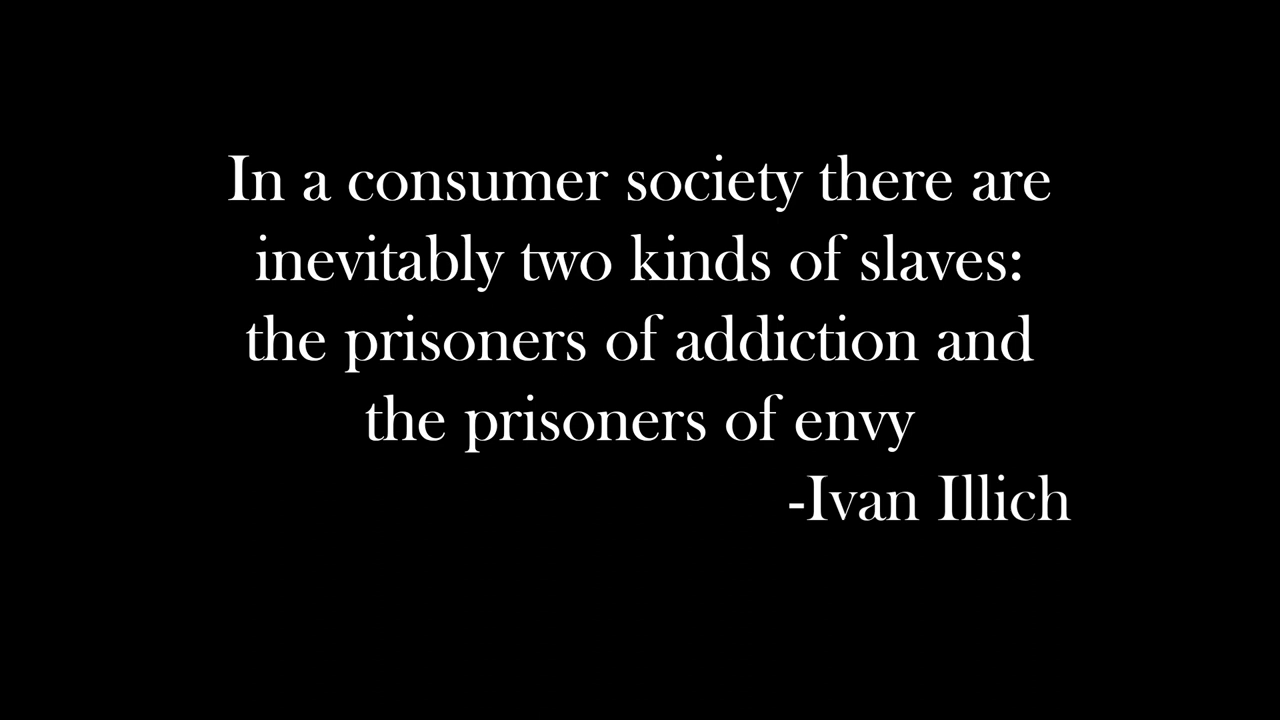 In a consumer society there are
inevitably two kinds of slaves:
the prisoners of addiction and
the prisoners of envy
-Ivan Illich